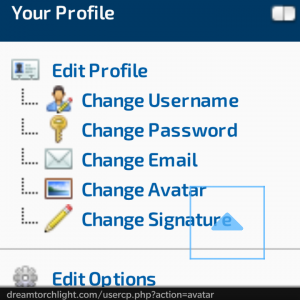 Your Profile
Edit Profile
Change Username
Change Password
Change Email
Change Avatar
Change Signature
Edit Options
dreamtorchlight.com/usercp.php?action=avatar